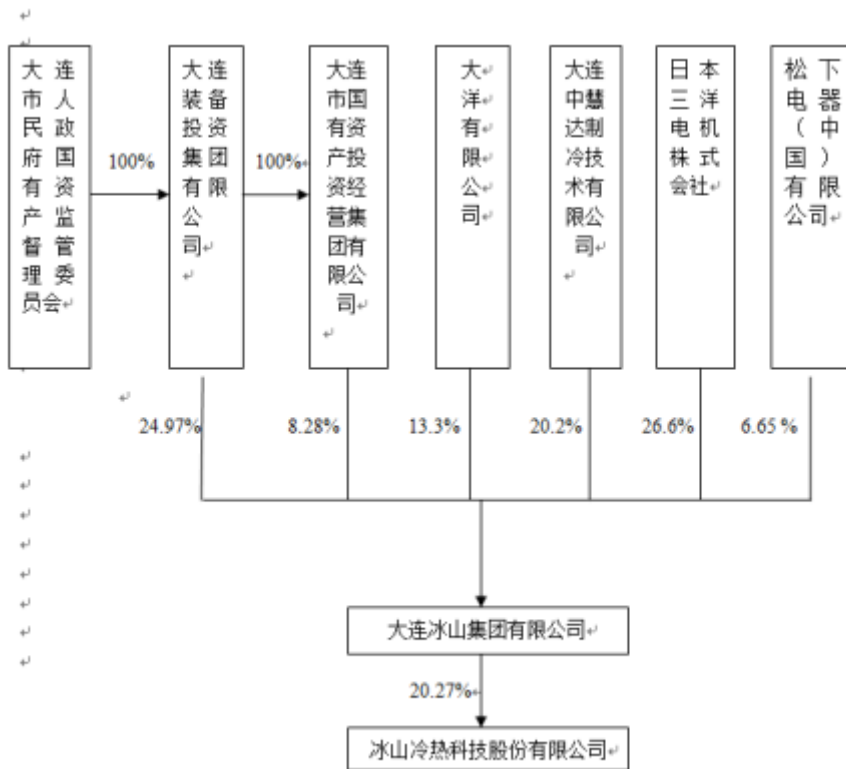 大连
市人
民政
府国
有资
产监
督管
理委
员会
100%
大连
装备
投资
集团
有限
公
司
100%
大连
市国
有资
产投
资经
营集
团有
限公
司
大
洋
有
限
公
司
大连
中慧
达制
冷技
术有
限公
司
日本
三洋
电机
株式
会社
松下
电器
（中
国）
有限
公司
24.97%
8.28%
13.3%
20.2%
26.6%
6.65 %
大连冰山集团有限公司
20.27%
冰山冷热科技股份有限公司